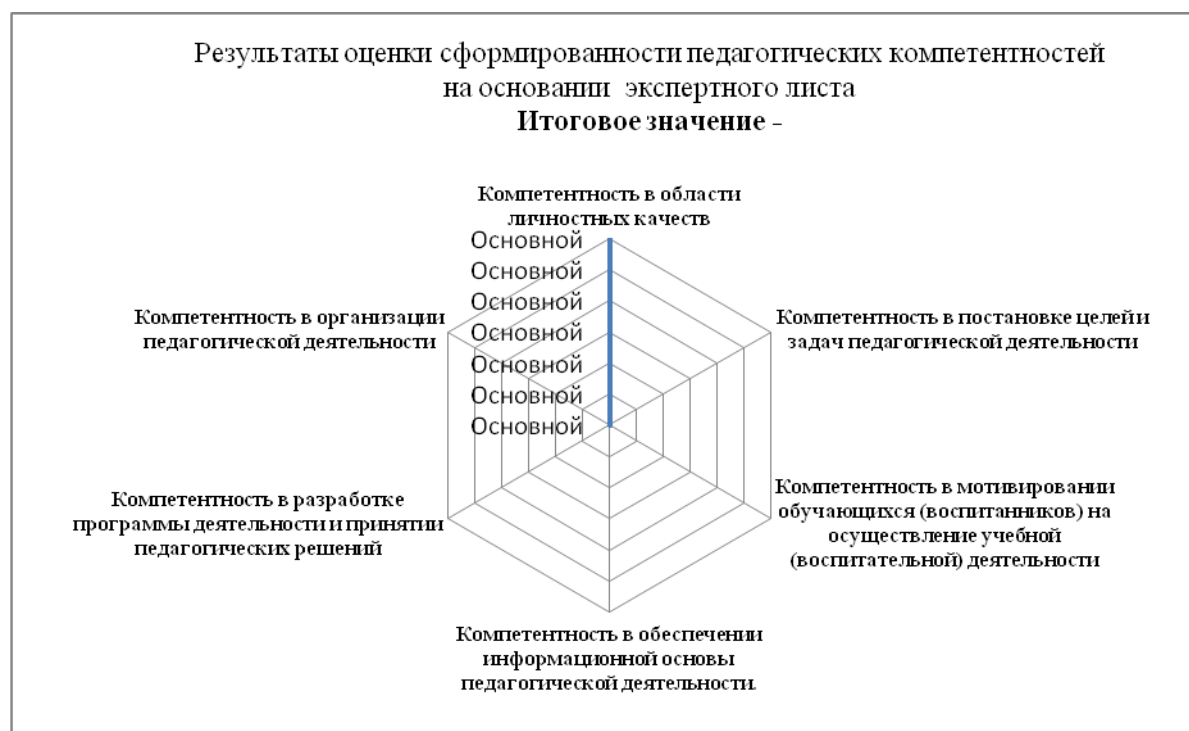 Результаты оценки сформированности педагогических компетентностей
на основании экспертного листа
Итоговое значение -
Компетентность в области
личностных качеств
Основной
Основной
Основной
Основной
Основной
Основной
Основной
Компетентность в постановке целей и
задач педагогической деятельности
Компетентность в мотивировании
обучающихся (воспитанников) на
осуществление учебной
(воспитательной) деятельности
Компетентность в обеспечении
информационной основы
педагогической деятельности.
Компетентность в разработке
программы деятельности и принятии
педагогических решений
Компетентность в организации
педагогической деятельности